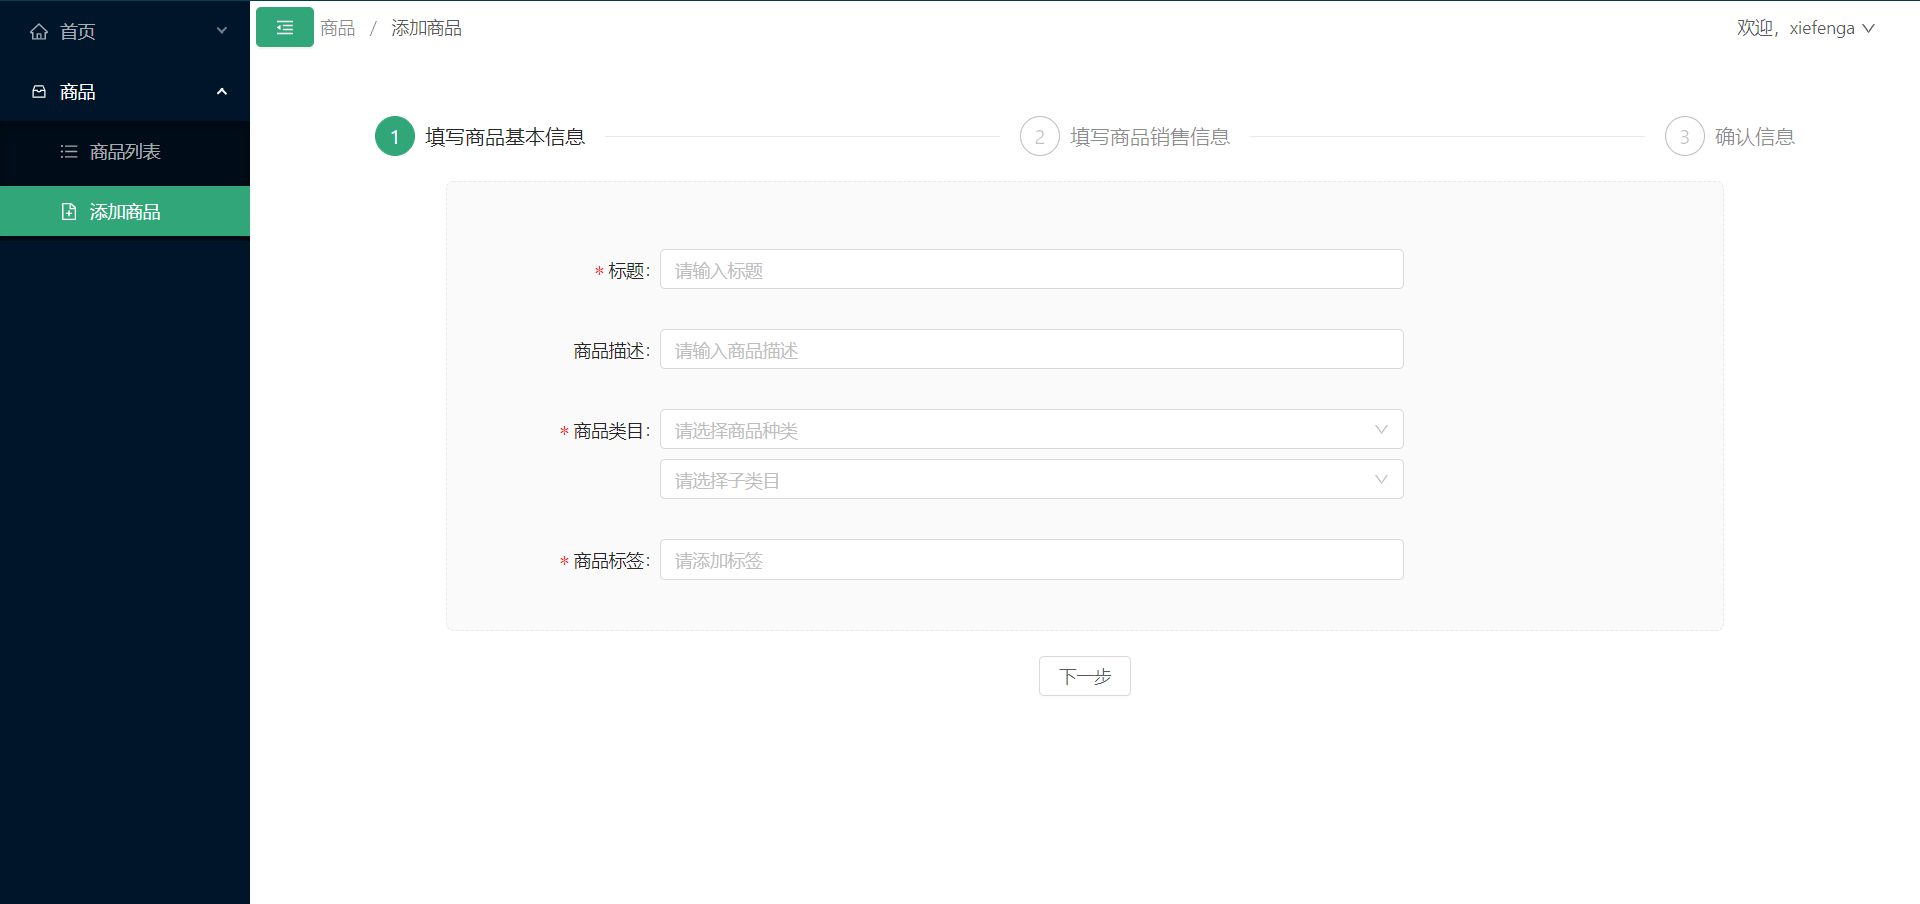 首页
商品
商品列表
添加商品
商品 / 添加商品
欢迎，xiefenga
1 填写商品基本信息
2 填写商品销售信息
3 确认信息
* 标题: 请输入标题
商品描述: 请输入商品描述
* 商品类目: 请选择商品种类
请选择子类目
* 商品标签: 请添加标签
下一步